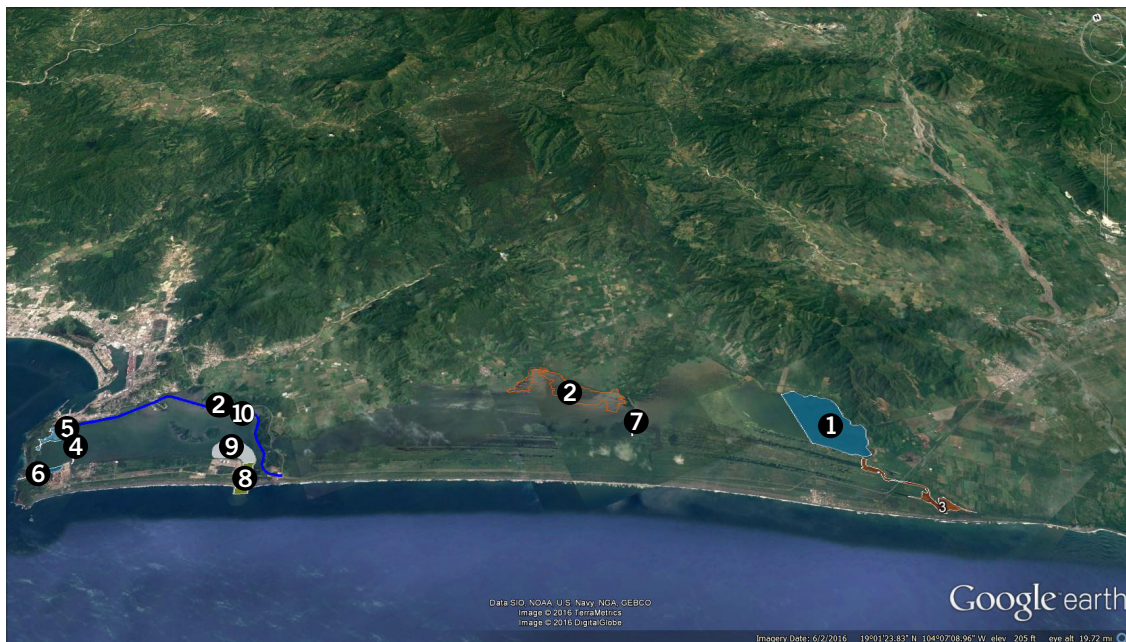 N
2
2
10
1
5
7
4
9
6
8
3
Data SIO, NOAA, U.S. Navy, NGA, GEBCO
Image © 2016 TerraMetrics
Image © 2016 DigitalGlobe
Google earth
Imagery Date: 6/2/2016 19°01'23.83" N 104°07'08.96" W elev 205 ft eye alt 19.72 mi